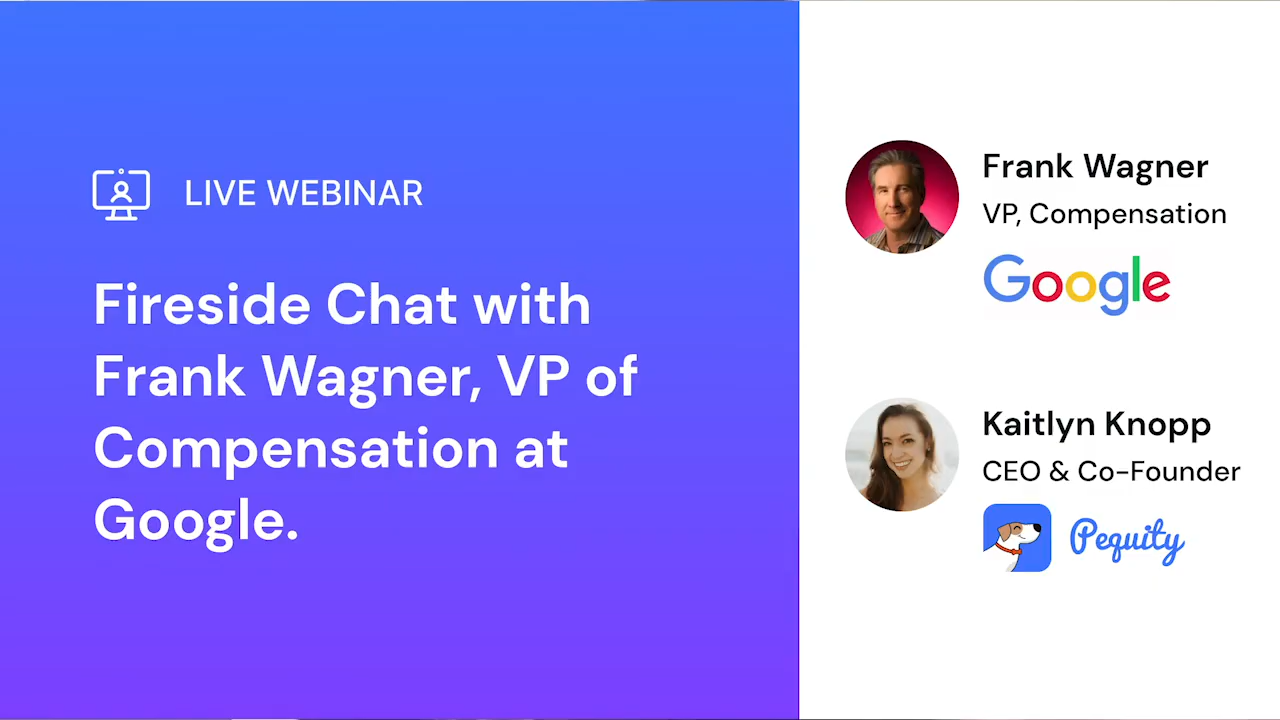 LIVE WEBINAR
Fireside Chat with
Frank Wagner, VP of
Compensation at
Google.
Frank Wagner
VP, Compensation
Google
Kaitlyn Knopp
CEO & Co-Founder
Pequity